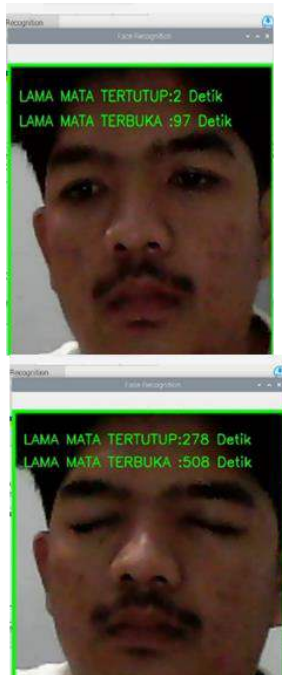 Recognition
Face Recognition
LAMA MATA TERTUTUP:2 Detik
LAMA MATA TERBUKA :97 Detik
Recognition
Face Recognition
LAMA MATA TERTUTUP:278 Detik
LAMA MATA TERBUKA :508 Detik